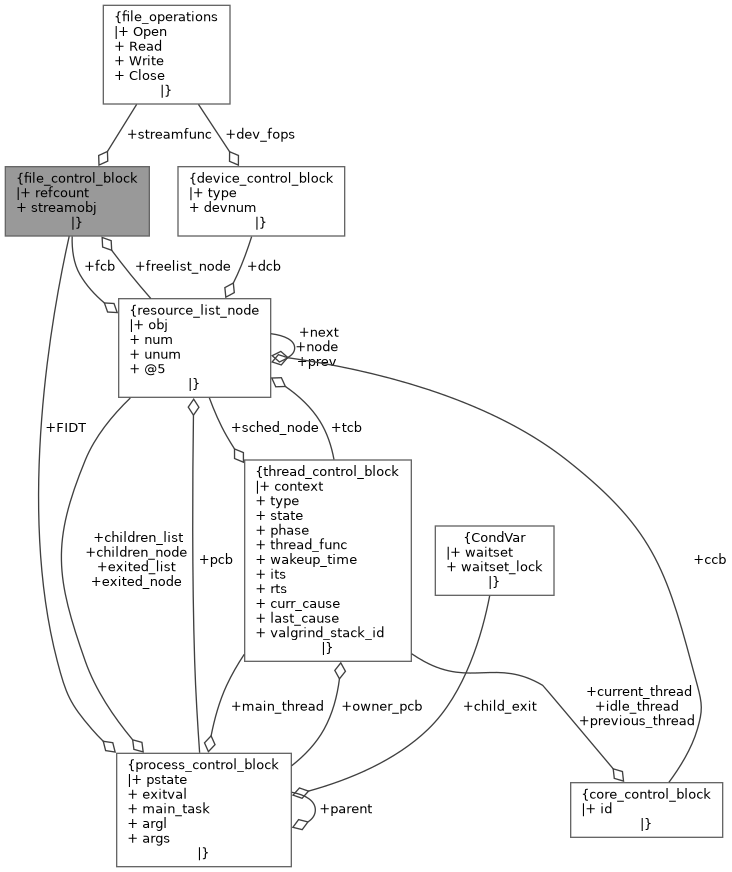 {file_operations
|+ Open
+ Read
+ Write
+ Close
|}
+streamfunc
+dev_fops
{file_control_block
|+ refcount
+ streamobj
|}
{device_control_block
|+ type
+ devnum
|}
+fcb
+freelist_node
+dcb
{resource_list_node
|+ obj
+ num
+ unum
+ @5
|}
+next
+node
+prev
+FIDT
+sched_node
+tcb
{thread_control_block
|+ context
+ type
+ state
+ phase
+ thread_func
+ wakeup_time
+ its
+ rts
+ curr_cause
+ last_cause
+ valgrind_stack_id
|}
{CondVar
|+ waitset
+ waitset_lock
|}
+children_list
+children_node
+exited_list
+exited_node
+pcb
+ccb
+main_thread
+owner_pcb
+child_exit
+current_thread
+idle_thread
+previous_thread
{process_control_block
|+ pstate
+ exitval
+ main_task
+ argl
+ args
|}
+parent
{core_control_block
|+ id
|}